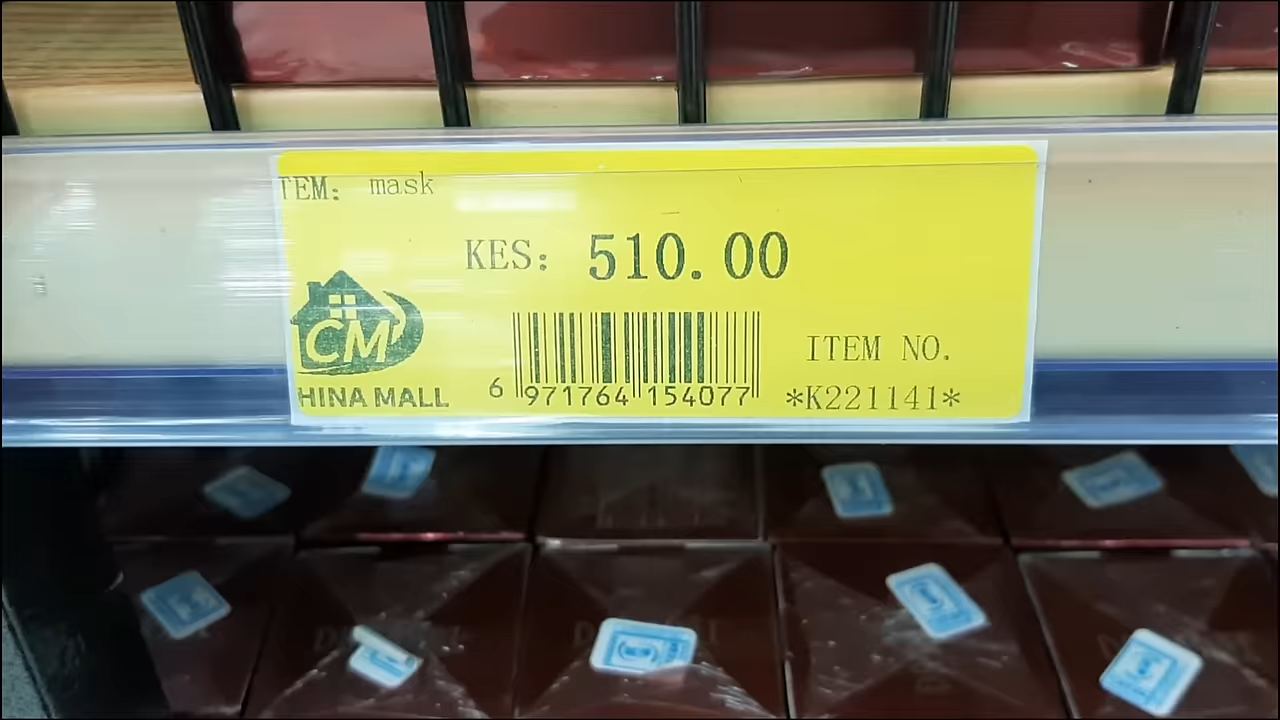 TEM: mask
KES: 510.00
CM
HINA MALL
6 971764 154077
ITEM NO.
*K221141*